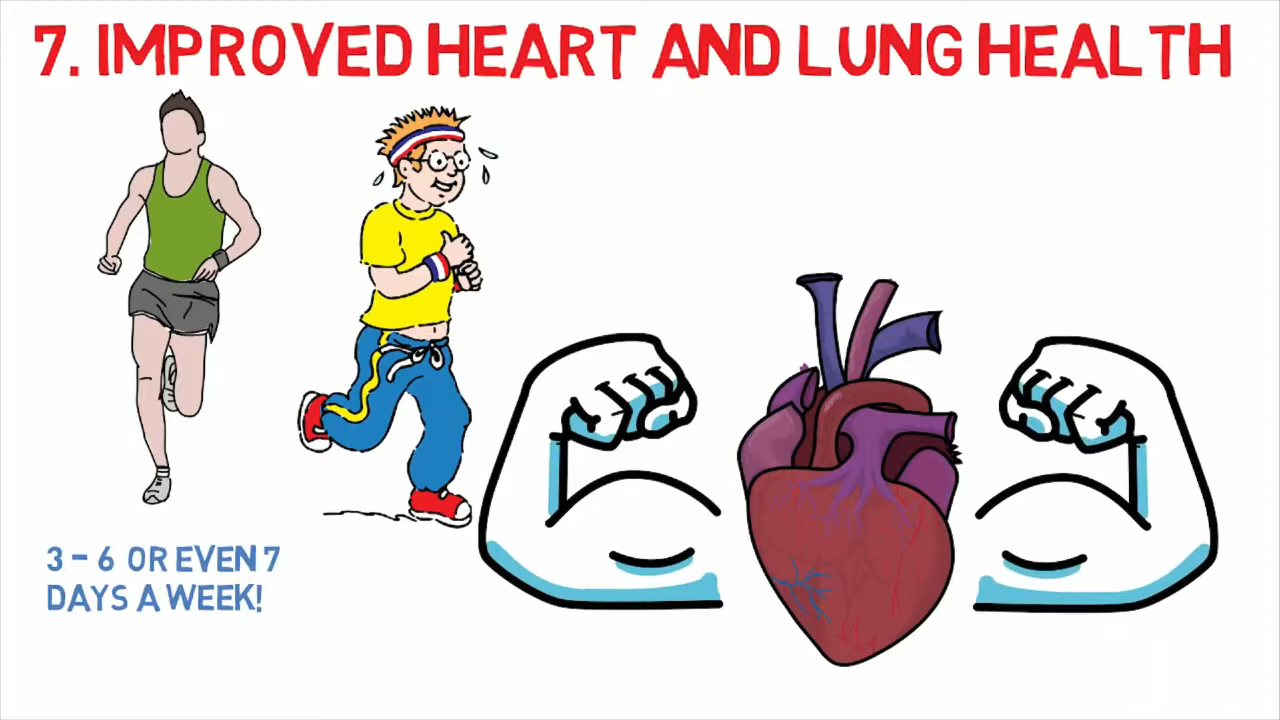 7. IMPROVED HEART AND LUNG HEALTH
3 - 6 OR EVEN 7
DAYS A WEEK!